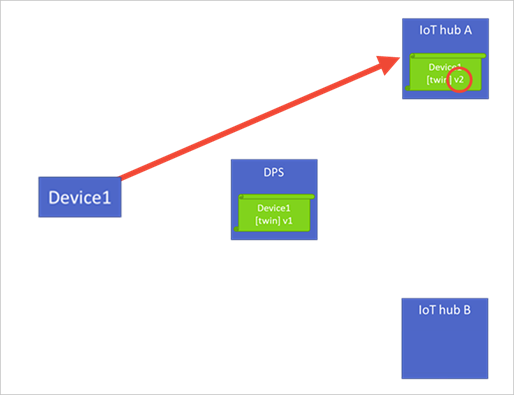 IoT hub A
Device1
[twin] v2
Device1
DPS
Device1
[twin] v1
IoT hub B